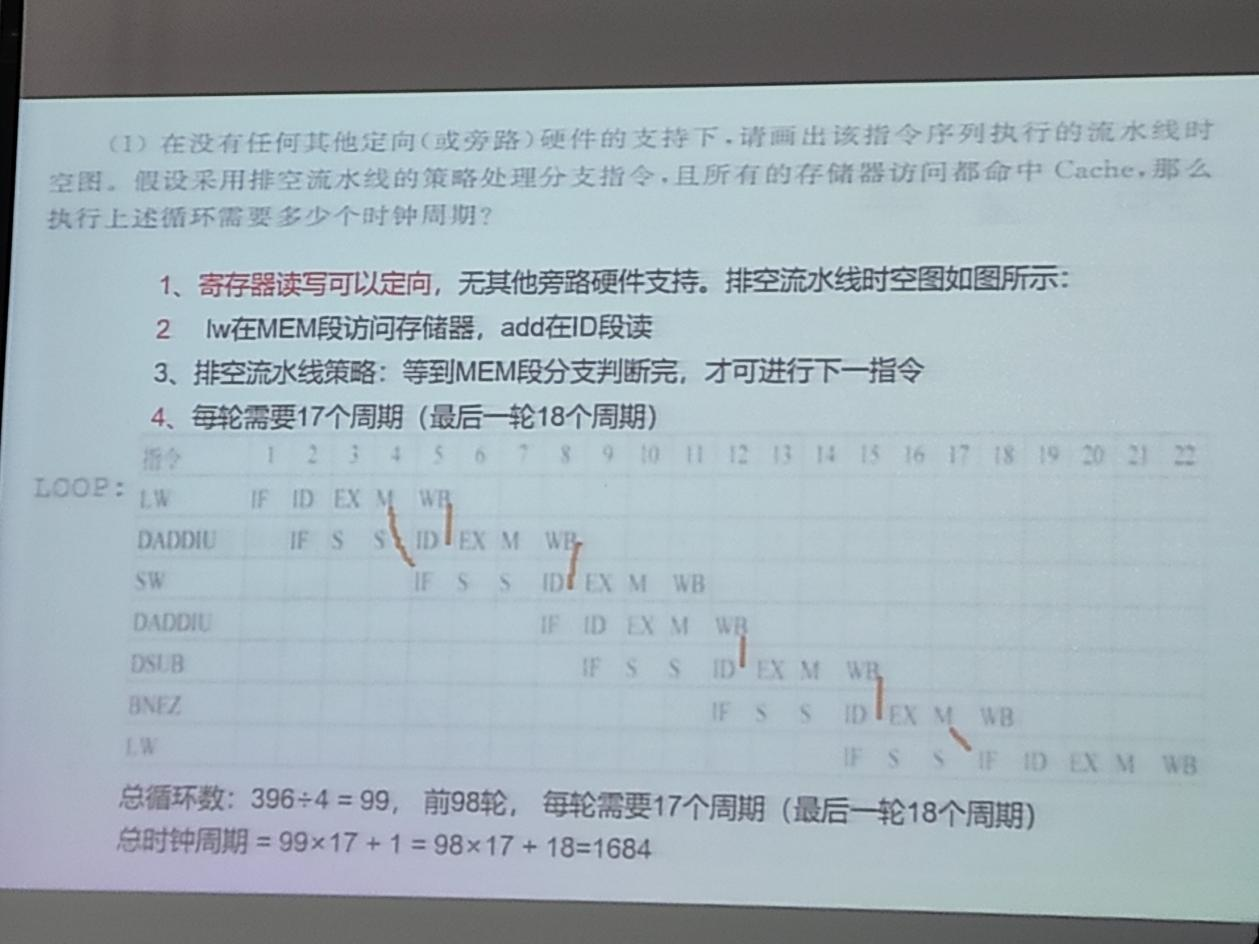 (1) 在没有任何其他定向(或旁路)硬件的支持下,请画出该指令序列执行的流水线时
空图。假设采用排空流水线的策略处理分支指令,且所有的存储器访问都命中 Cache,那么
执行上述循环需要多少个时钟周期?
1、寄存器读写可以定向,无其他旁路硬件支持。排空流水线时空图如图所示:
2 lw在MEM段访问存储器,add在ID段读
3、排空流水线策略:等到MEM段分支判断完,才可进行下一指令
4、每轮需要17个周期(最后一轮18个周期)
指令 1 2 3 4 5 6 7 8 9 10 11 12 13 14 15 16 17 18 19 20 21 22
LOOP:
LW IF ID EX M WB
DADDIU IF S S ID EX M WB
SW IF S S ID EX M WB
DADDIU IF ID EX M WB
DSUB IF S S ID EX M WB
BNEZ IF S S ID EX M WB
LW IF S S IF ID EX M WB
总循环数:396÷4 = 99, 前98轮, 每轮需要17个周期(最后一轮18个周期)
总时钟周期 = 99×17 + 1 = 98×17 + 18=1684